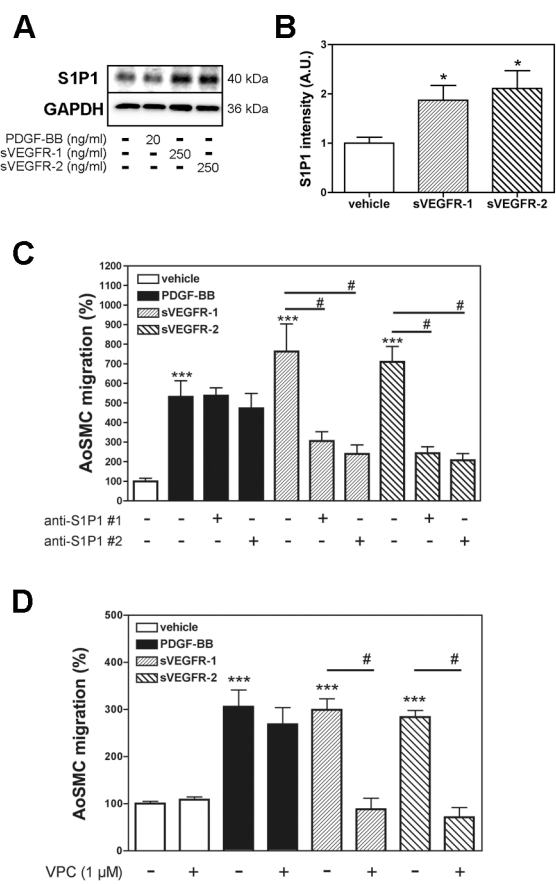 A
S1P1
40 kDa
GAPDH
36 kDa
PDGF-BB (ng/ml) - 20 - -
sVEGFR-1 (ng/ml) - - 250 -
sVEGFR-2 (ng/ml) - - - 250
B
S1P1 intensity (A.U.)
3
2
1
0
* *
vehicle sVEGFR-1 sVEGFR-2
C
AoSMC migration (%)
1200
1100
1000
900
800
700
600
500
400
300
200
100
0
vehicle
PDGF-BB
sVEGFR-1
sVEGFR-2
*** *** ***
# # # #
anti-S1P1 #1 - - + - - + - - + -
anti-S1P1 #2 - - - + - - + - - +
D
AoSMC migration (%)
500
400
300
200
100
0
vehicle
PDGF-BB
sVEGFR-1
sVEGFR-2
*** *** ***
# #
VPC (1 µM) - + - + - + - +